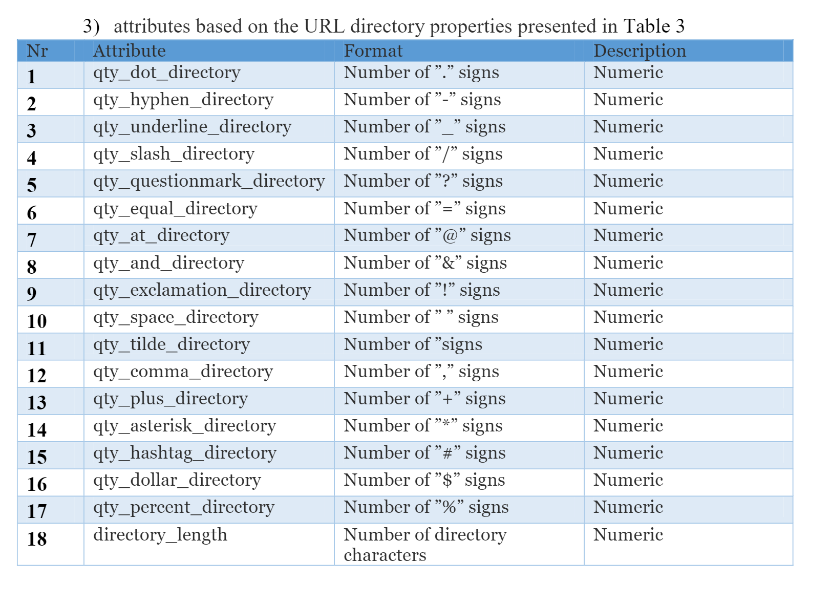 3) attributes based on the URL directory properties presented in Table 3
Nr Attribute Format Description
1 qty_dot_directory Number of ”.” signs Numeric
2 qty_hyphen_directory Number of ”-” signs Numeric
3 qty_underline_directory Number of ”_” signs Numeric
4 qty_slash_directory Number of ”/” signs Numeric
5 qty_questionmark_directory Number of ”?” signs Numeric
6 qty_equal_directory Number of ”=” signs Numeric
7 qty_at_directory Number of ”@” signs Numeric
8 qty_and_directory Number of ”&” signs Numeric
9 qty_exclamation_directory Number of ”!” signs Numeric
10 qty_space_directory Number of ” ” signs Numeric
11 qty_tilde_directory Number of ”signs Numeric
12 qty_comma_directory Number of ”,” signs Numeric
13 qty_plus_directory Number of ”+” signs Numeric
14 qty_asterisk_directory Number of ”*” signs Numeric
15 qty_hashtag_directory Number of ”#” signs Numeric
16 qty_dollar_directory Number of ”$” signs Numeric
17 qty_percent_directory Number of ”%” signs Numeric
18 directory_length Number of directory Numeric
characters